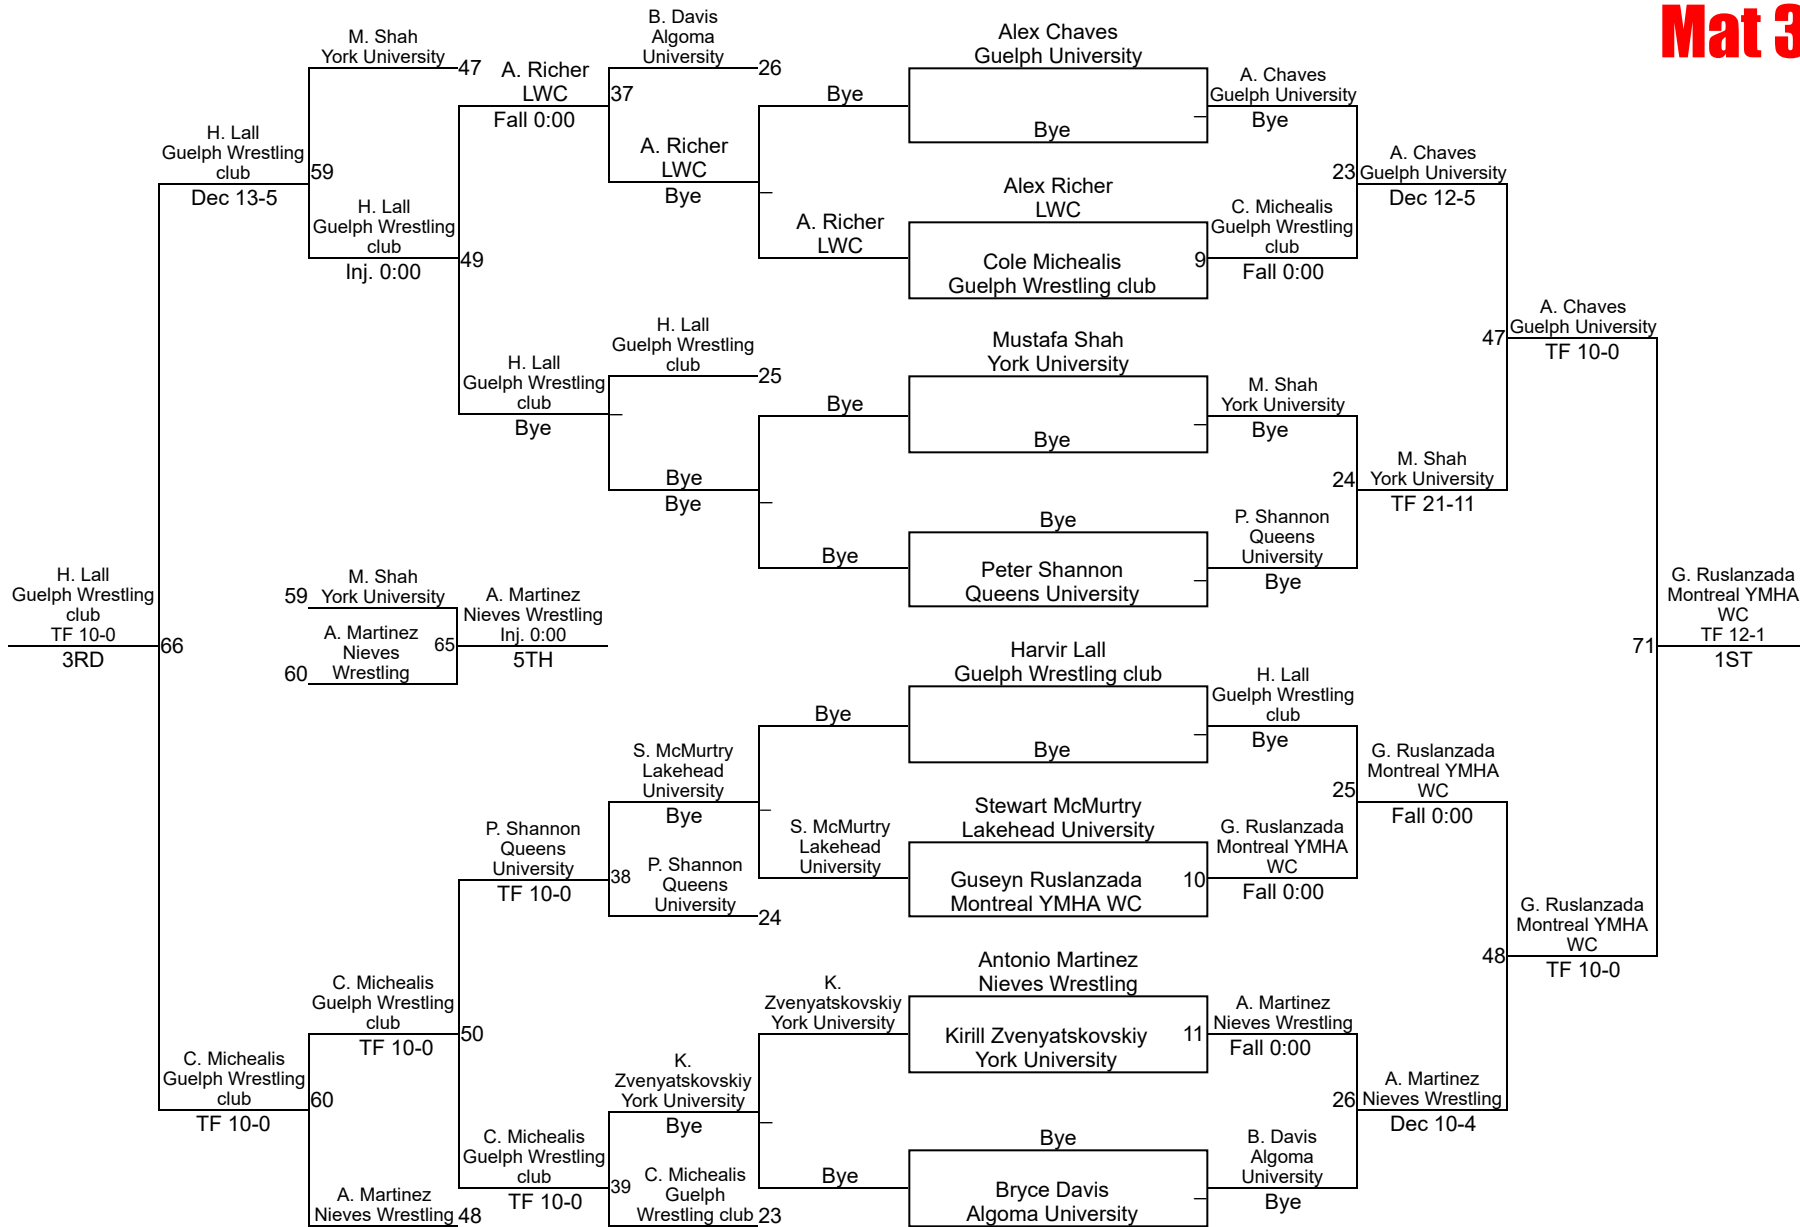 Mat 3
M. Shah
York University
47
H. Lall
Guelph Wrestling
club
Dec 13-5
59
H. Lall
Guelph Wrestling
club
Inj. 0:00
49
A. Richer
LWC
Fall 0:00
37
B. Davis
Algoma
University
26
A. Richer
LWC
Bye
–
Bye
A. Richer
LWC
H. Lall
Guelph Wrestling
club
Bye
–
H. Lall
Guelph Wrestling
club
25
Bye
Bye
–
Bye
Bye
Alex Chaves
Guelph University
Bye
–
Alex Richer
LWC
Cole Michealis
Guelph Wrestling club
9
Mustafa Shah
York University
Bye
–
Bye
Peter Shannon
Queens University
–
A. Chaves
Guelph University
Bye
C. Michealis
Guelph Wrestling
club
Fall 0:00
23
A. Chaves
Guelph University
Dec 12-5
M. Shah
York University
Bye
P. Shannon
Queens
University
Bye
24
M. Shah
York University
TF 21-11
47
A. Chaves
Guelph University
TF 10-0
H. Lall
Guelph Wrestling
club
TF 10-0
3RD
66
59
M. Shah
York University
60
A. Martinez
Nieves
Wrestling
65
A. Martinez
Nieves Wrestling
Inj. 0:00
5TH
71
G. Ruslanzada
Montreal YMHA
WC
TF 12-1
1ST
Harvir Lall
Guelph Wrestling club
Bye
–
Stewart McMurtry
Lakehead University
Guseyn Ruslanzada
Montreal YMHA WC
10
Antonio Martinez
Nieves Wrestling
Kirill Zvenyatskovskiy
York University
11
Bye
Bryce Davis
Algoma University
–
H. Lall
Guelph Wrestling
club
Bye
G. Ruslanzada
Montreal YMHA
WC
Fall 0:00
25
G. Ruslanzada
Montreal YMHA
WC
Fall 0:00
A. Martinez
Nieves Wrestling
Fall 0:00
B. Davis
Algoma
University
Bye
26
A. Martinez
Nieves Wrestling
Dec 10-4
48
G. Ruslanzada
Montreal YMHA
WC
TF 10-0
Bye
S. McMurtry
Lakehead
University
–
S. McMurtry
Lakehead
University
Bye
P. Shannon
Queens
University
24
38
P. Shannon
Queens
University
TF 10-0
K.
Zvenyatskovskiy
York University
Bye
–
K.
Zvenyatskovskiy
York University
Bye
C. Michealis
Guelph
Wrestling club
23
39
C. Michealis
Guelph Wrestling
club
TF 10-0
50
C. Michealis
Guelph Wrestling
club
TF 10-0
A. Martinez
Nieves Wrestling
48
60
C. Michealis
Guelph Wrestling
club
TF 10-0